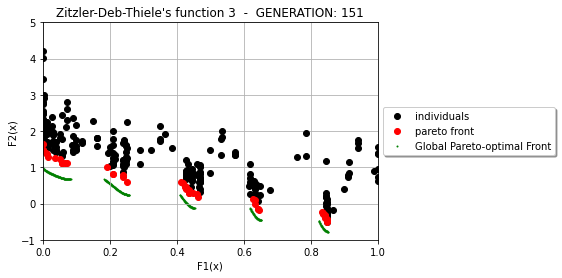 Zitzler-Deb-Thiele's function 3 - GENERATION: 151
5
4
3
2
1
0
−1
F2(x)
0.0 0.2 0.4 0.6 0.8 1.0
F1(x)
individuals
pareto front
Global Pareto-optimal Front